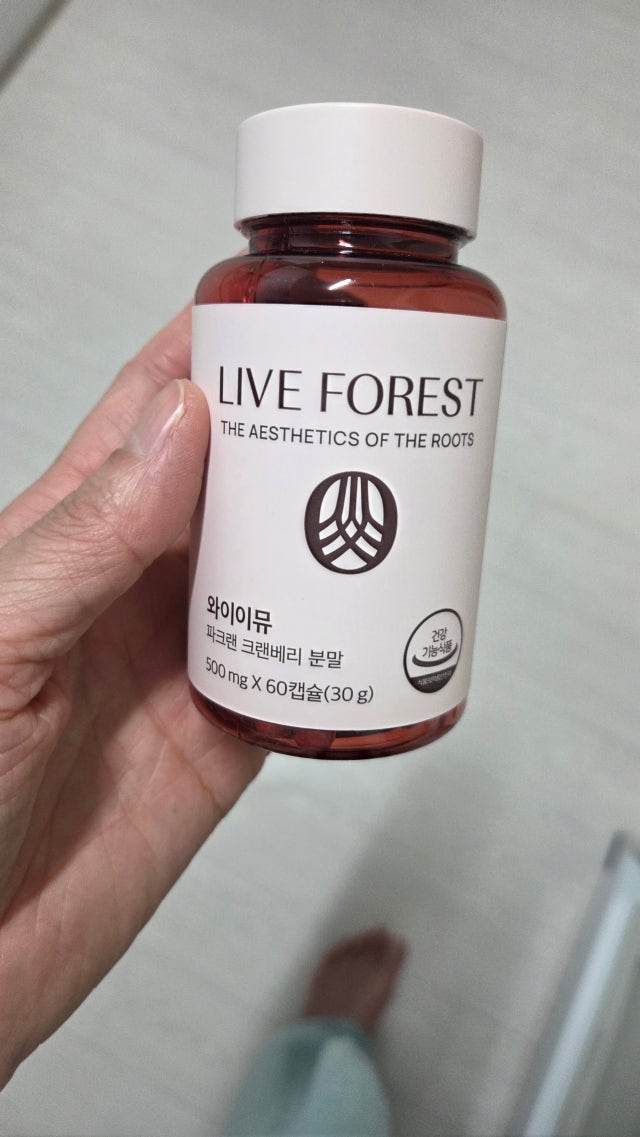 LIVE FOREST
THE AESTHETICS OF THE ROOTS
와이이뮤
파크랜 크랜베리 분말
500 mg X 60캡슐(30 g)
건강
기능식품